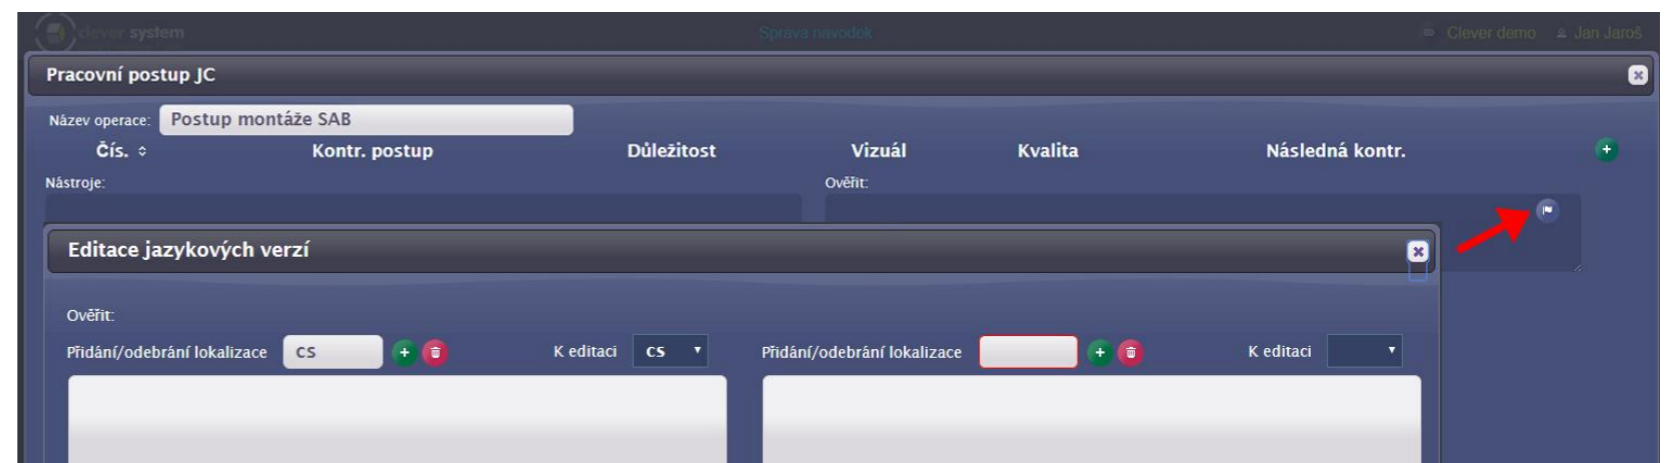 clever system Správa návodek Clever demo Jan Jaroš
Pracovní postup JC
Název operace: Postup montáže SAB
Čís. Kontr. postup Důležitost Vizuál Kvalita Následná kontr.
Nástroje: Ověřit:
Editace jazykových verzí
Ověřit:
Přidání/odebrání lokalizace CS K editaci CS Přidání/odebrání lokalizace K editaci